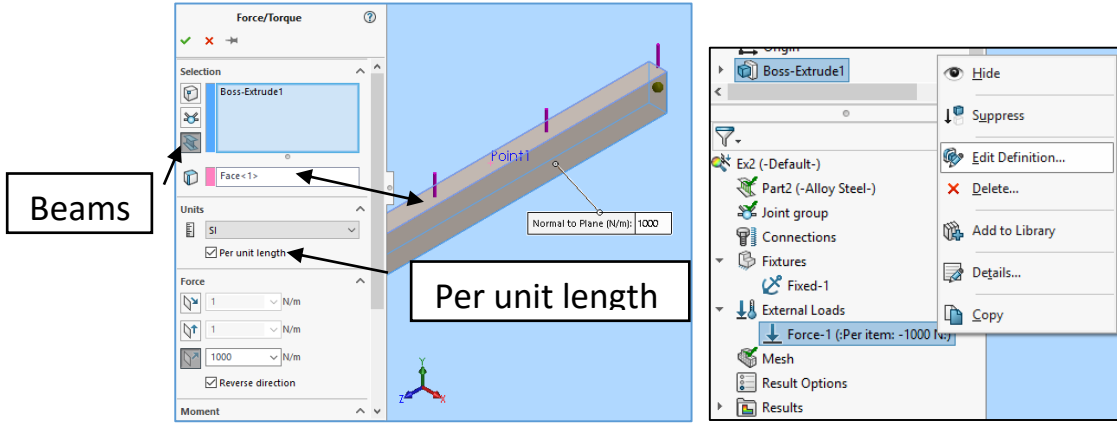 Force/Torque
?
Selection
Boss-Extrude1
Face<1>
Units
SI
Per unit length
Force
1 N/m
1 N/m
1000 N/m
Reverse direction
Moment
Beams
Point1
Normal to Plane (N/m): 1000
Per unit length
Y
Z
X
Origin
Boss-Extrude1
Ex2 (-Default-)
Part2 (-Alloy Steel-)
Joint group
Connections
Fixtures
Fixed-1
External Loads
Force-1 (:Per item: -1000 N:)
Mesh
Result Options
Results
Hide
Suppress
Edit Definition...
Delete...
Add to Library
Details...
Copy